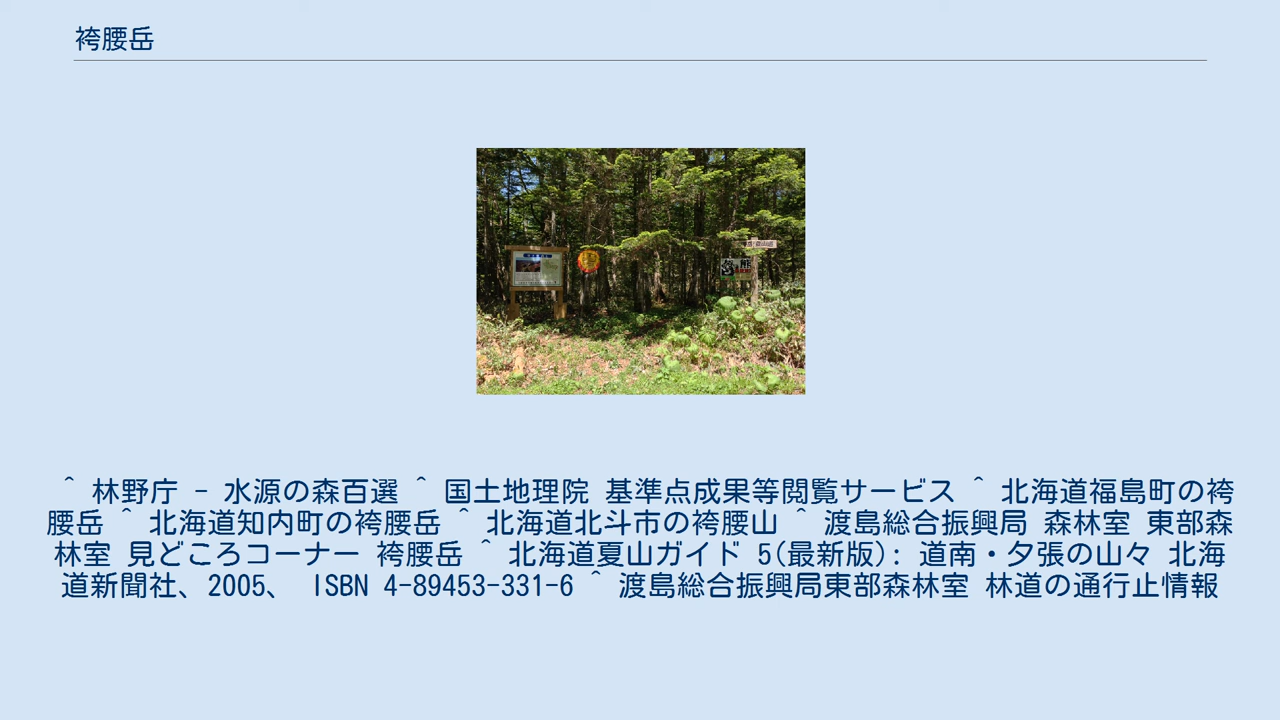 袴腰岳
^ 林野庁 - 水源の森百選 ^ 国土地理院 基準点成果等閲覧サービス ^ 北海道福島町の袴
腰岳 ^ 北海道知内町の袴腰岳 ^ 北海道北斗市の袴腰山 ^ 渡島総合振興局 森林室 東部森
林室 見どころコーナー 袴腰岳 ^ 北海道夏山ガイド 5(最新版): 道南・夕張の山々 北海
道新聞社、2005、 ISBN 4-89453-331-6 ^ 渡島総合振興局東部森林室 林道の通行止情報